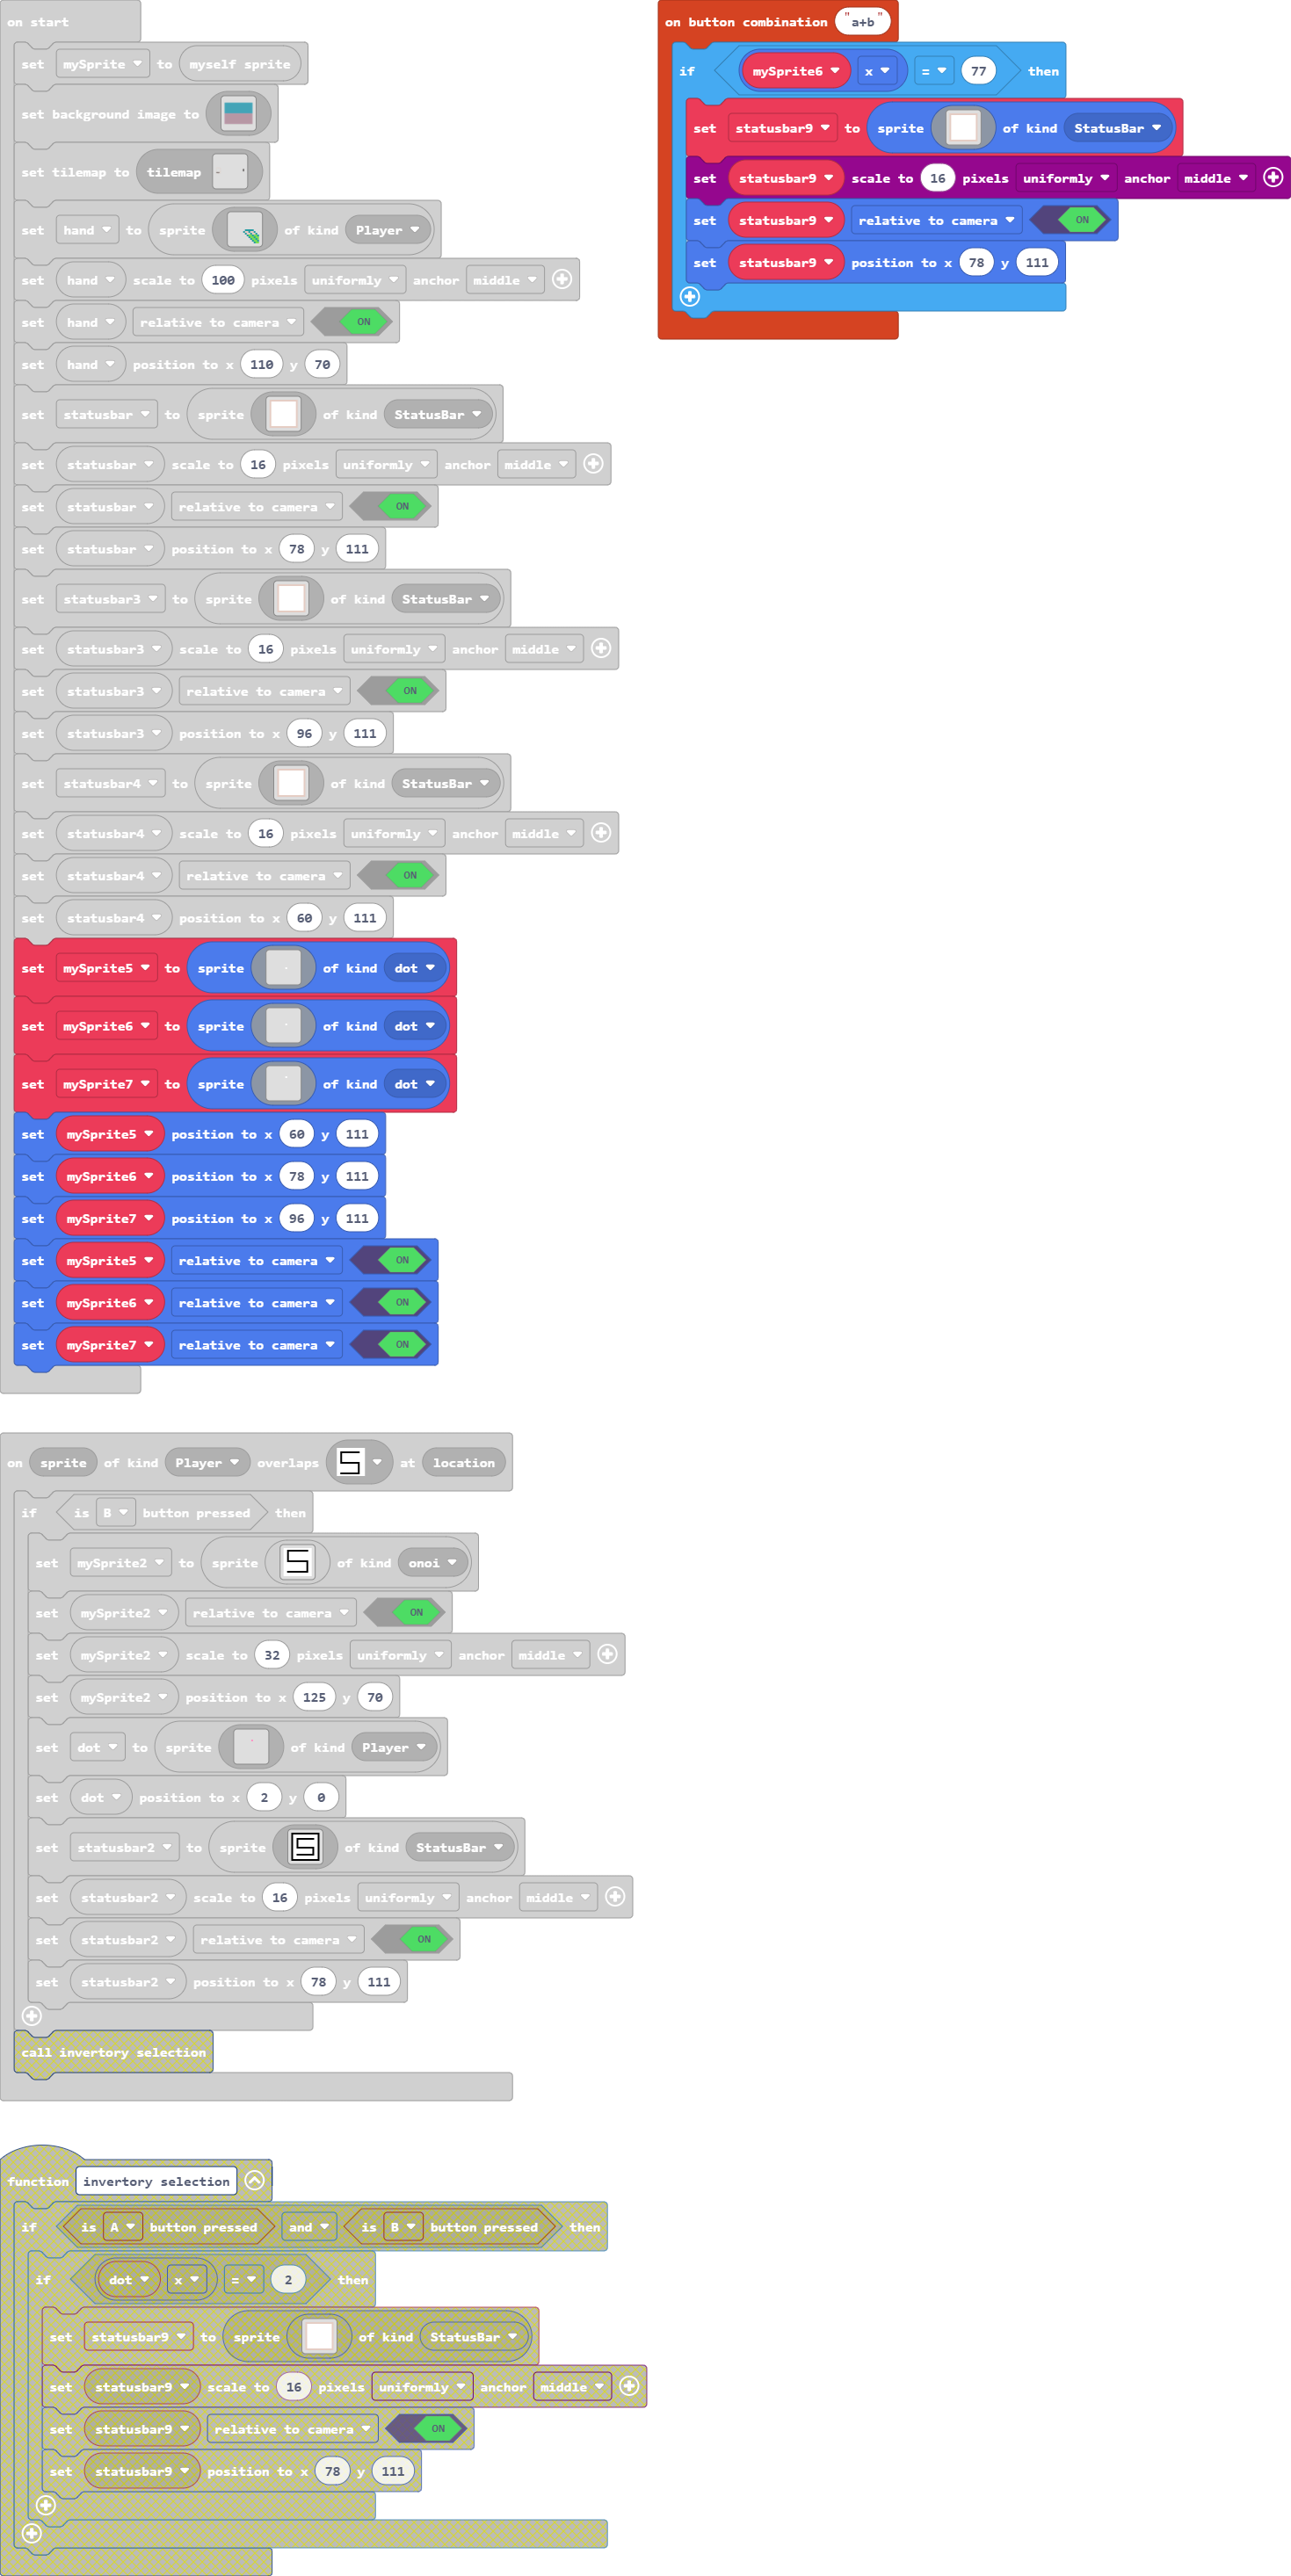 on start
set mySprite to myself sprite
set background image to
set tilemap to tilemap
set hand to sprite of kind Player
set hand scale to 100 pixels uniformly anchor middle
set hand relative to camera ON
set hand position to x 110 y 70
set statusbar to sprite of kind StatusBar
set statusbar scale to 16 pixels uniformly anchor middle
set statusbar relative to camera ON
set statusbar position to x 78 y 111
set statusbar3 to sprite of kind StatusBar
set statusbar3 scale to 16 pixels uniformly anchor middle
set statusbar3 relative to camera ON
set statusbar3 position to x 96 y 111
set statusbar4 to sprite of kind StatusBar
set statusbar4 scale to 16 pixels uniformly anchor middle
set statusbar4 relative to camera ON
set statusbar4 position to x 60 y 111
set mySprite5 to sprite of kind dot
set mySprite6 to sprite of kind dot
set mySprite7 to sprite of kind dot
set mySprite5 position to x 60 y 111
set mySprite6 position to x 78 y 111
set mySprite7 position to x 96 y 111
set mySprite5 relative to camera ON
set mySprite6 relative to camera ON
set mySprite7 relative to camera ON
on button combination "a+b"
if mySprite6 x = 77 then
set statusbar9 to sprite of kind StatusBar
set statusbar9 scale to 16 pixels uniformly anchor middle
set statusbar9 relative to camera ON
set statusbar9 position to x 78 y 111
on sprite of kind Player overlaps at location
if is B button pressed then
set mySprite2 to sprite of kind onoi
set mySprite2 relative to camera ON
set mySprite2 scale to 32 pixels uniformly anchor middle
set mySprite2 position to x 125 y 70
set dot to sprite of kind Player
set dot position to x 2 y 0
set statusbar2 to sprite of kind StatusBar
set statusbar2 scale to 16 pixels uniformly anchor middle
set statusbar2 relative to camera ON
set statusbar2 position to x 78 y 111
call invertory selection
function invertory selection
if is A button pressed and is B button pressed then
if dot x = 2 then
set statusbar9 to sprite of kind StatusBar
set statusbar9 scale to 16 pixels uniformly anchor middle
set statusbar9 relative to camera ON
set statusbar9 position to x 78 y 111